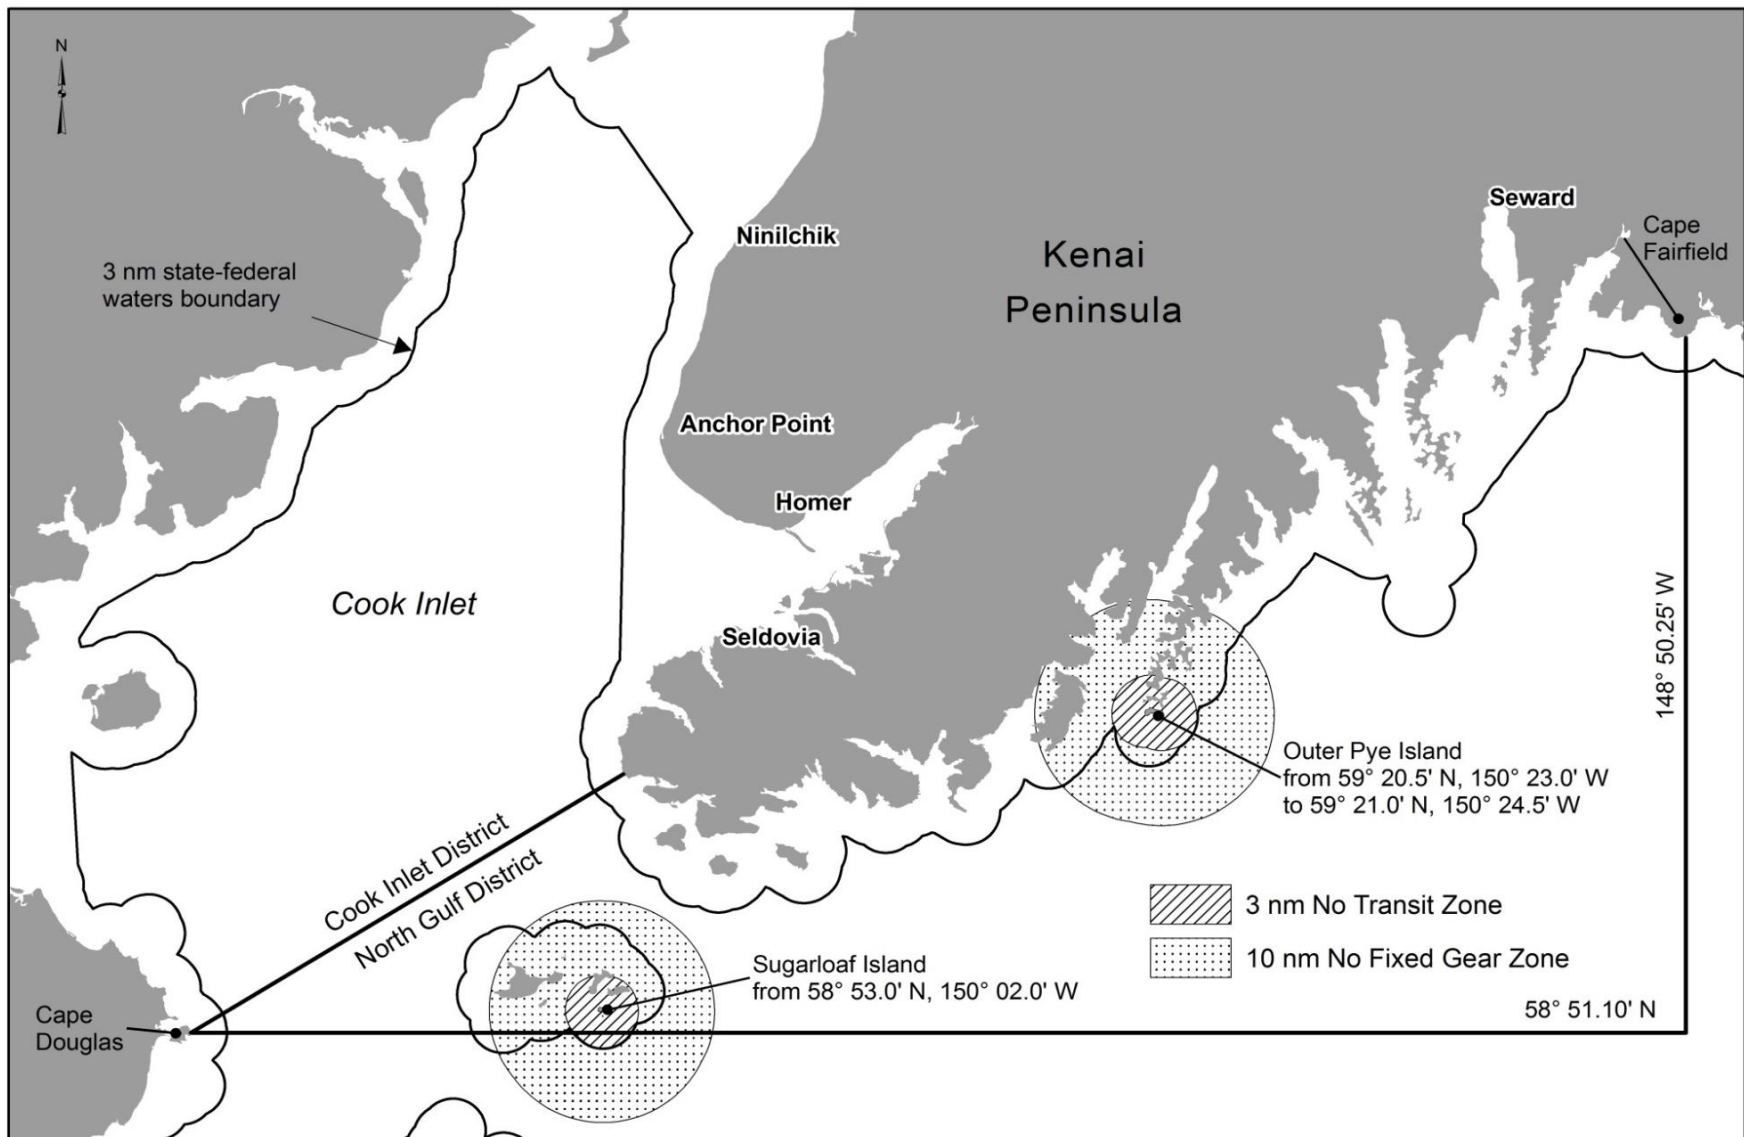 N
Seward
Cape
Fairfield
Ninilchik
Kenai
Peninsula
3 nm state-federal
waters boundary
Anchor Point
Homer
Cook Inlet
Seldovia
148° 50.25' W
Outer Pye Island
from 59° 20.5' N, 150° 23.0' W
to 59° 21.0' N, 150° 24.5' W
Cook Inlet District
North Gulf District
3 nm No Transit Zone
10 nm No Fixed Gear Zone
Sugarloaf Island
from 58° 53.0' N, 150° 02.0' W
58° 51.10' N
Cape
Douglas